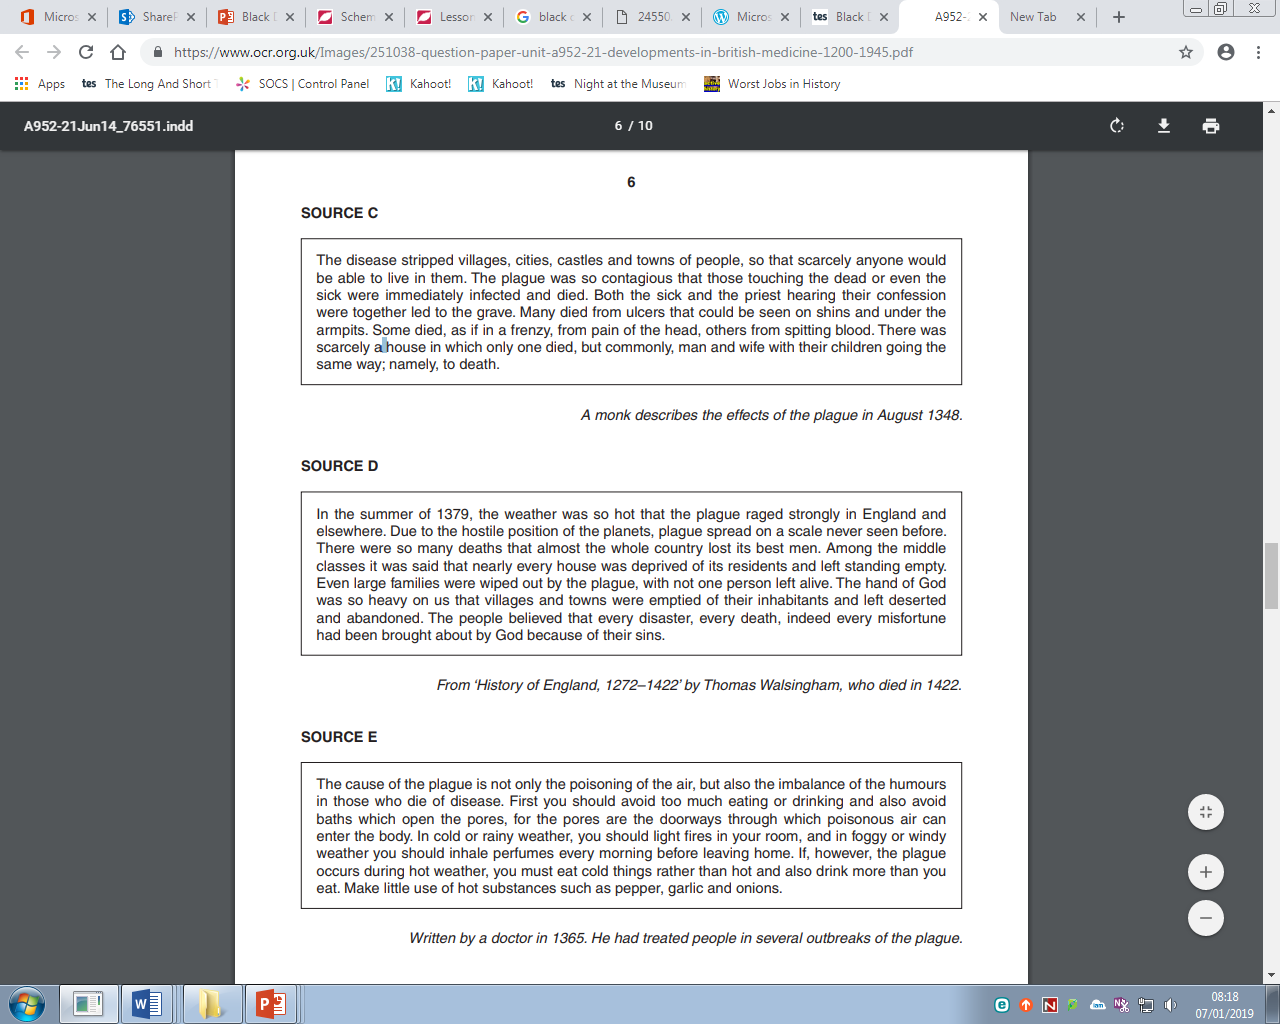 Micros
ShareP
Black D
Schem
Lesson
black c
24550
Micros
tes Black D
A952-2
New Tab
https://www.ocr.org.uk/Images/251038-question-paper-unit-a952-21-developments-in-british-medicine-1200-1945.pdf
Apps
tes The Long And Short T
SOCS | Control Panel
K! Kahoot!
K! Kahoot!
tes Night at the Museum
Worst Jobs in History
A952-21Jun14_76551.indd
6 / 10
6
SOURCE C
The disease stripped villages, cities, castles and towns of people, so that scarcely anyone would
be able to live in them. The plague was so contagious that those touching the dead or even the
sick were immediately infected and died. Both the sick and the priest hearing their confession
were together led to the grave. Many died from ulcers that could be seen on shins and under the
armpits. Some died, as if in a frenzy, from pain of the head, others from spitting blood. There was
scarcely a house in which only one died, but commonly, man and wife with their children going the
same way; namely, to death.
A monk describes the effects of the plague in August 1348.
SOURCE D
In the summer of 1379, the weather was so hot that the plague raged strongly in England and
elsewhere. Due to the hostile position of the planets, plague spread on a scale never seen before.
There were so many deaths that almost the whole country lost its best men. Among the middle
classes it was said that nearly every house was deprived of its residents and left standing empty.
Even large families were wiped out by the plague, with not one person left alive. The hand of God
was so heavy on us that villages and towns were emptied of their inhabitants and left deserted
and abandoned. The people believed that every disaster, every death, indeed every misfortune
had been brought about by God because of their sins.
From ‘History of England, 1272–1422’ by Thomas Walsingham, who died in 1422.
SOURCE E
The cause of the plague is not only the poisoning of the air, but also the imbalance of the humours
in those who die of disease. First you should avoid too much eating or drinking and also avoid
baths which open the pores, for the pores are the doorways through which poisonous air can
enter the body. In cold or rainy weather, you should light fires in your room, and in foggy or windy
weather you should inhale perfumes every morning before leaving home. If, however, the plague
occurs during hot weather, you must eat cold things rather than hot and also drink more than you
eat. Make little use of hot substances such as pepper, garlic and onions.
Written by a doctor in 1365. He had treated people in several outbreaks of the plague.
08:18
07/01/2019